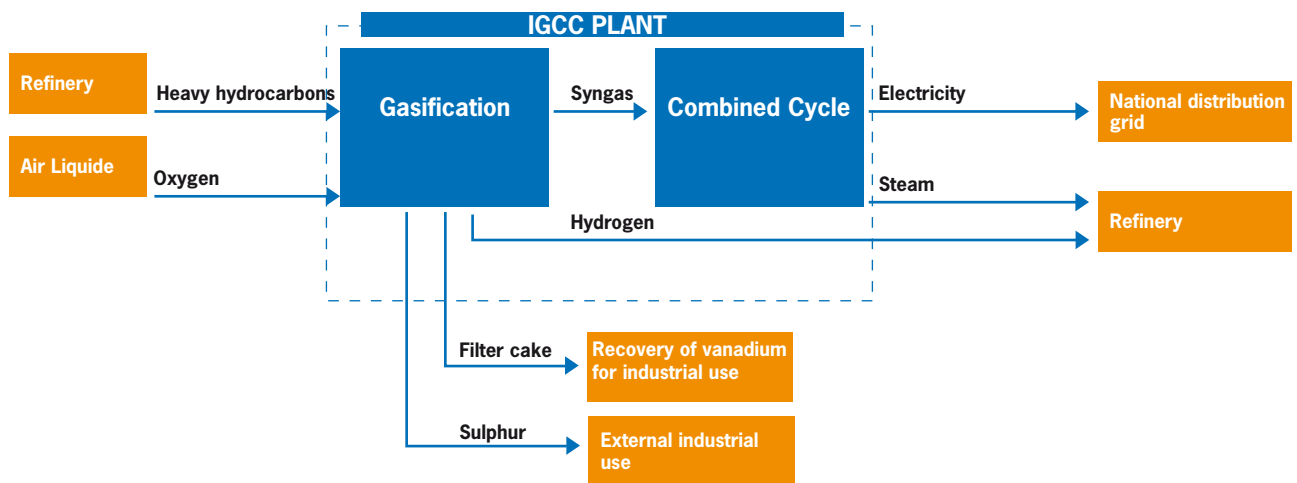 IGCC PLANT
Refinery
Heavy hydrocarbons
Gasification
Syngas
Combined Cycle
Electricity
National distribution
grid
Air Liquide
Oxygen
Steam
Hydrogen
Refinery
Filter cake
Recovery of vanadium
for industrial use
Sulphur
External industrial
use